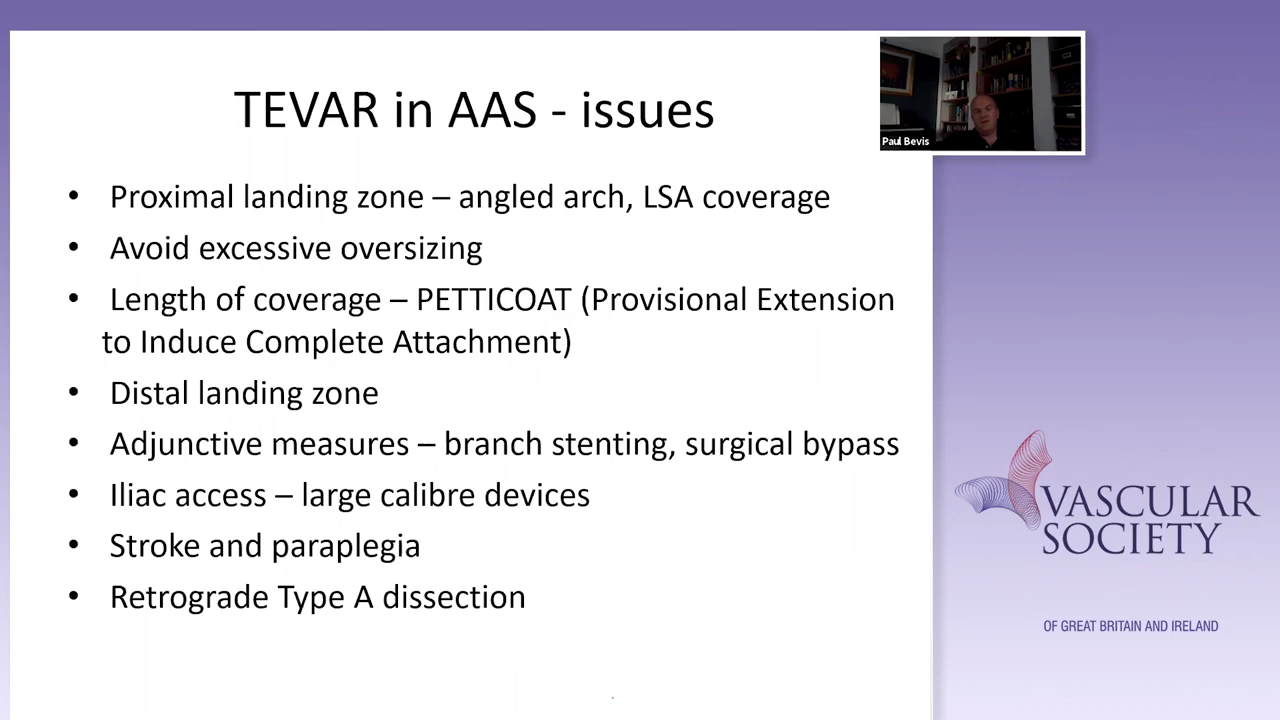 TEVAR in AAS - issues
Paul Bevis
• Proximal landing zone – angled arch, LSA coverage
• Avoid excessive oversizing
• Length of coverage – PETTICOAT (Provisional Extension
to Induce Complete Attachment)
• Distal landing zone
• Adjunctive measures – branch stenting, surgical bypass
• Iliac access – large calibre devices
• Stroke and paraplegia
• Retrograde Type A dissection
VASCULAR
SOCIETY
OF GREAT BRITAIN AND IRELAND